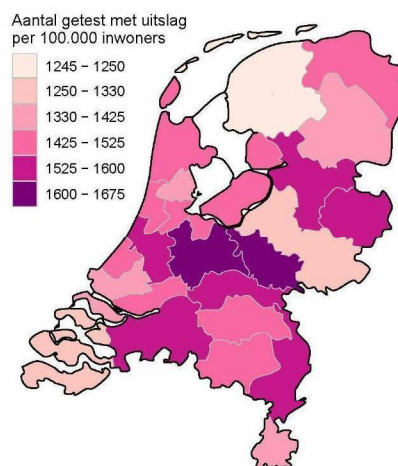 Aantal getest met uitslag
per 100.000 inwoners
1245 – 1250
1250 – 1330
1330 – 1425
1425 – 1525
1525 – 1600
1600 – 1675